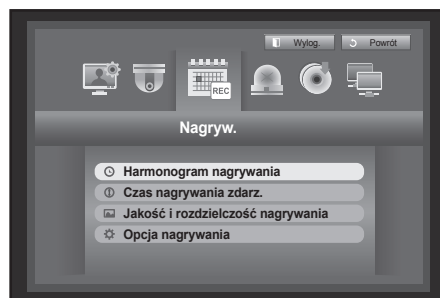 Wylog.
Powrót
REC
Nagryw.
Harmonogram nagrywania
Czas nagrywania zdarz.
Jakość i rozdzielczość nagrywania
Opcja nagrywania